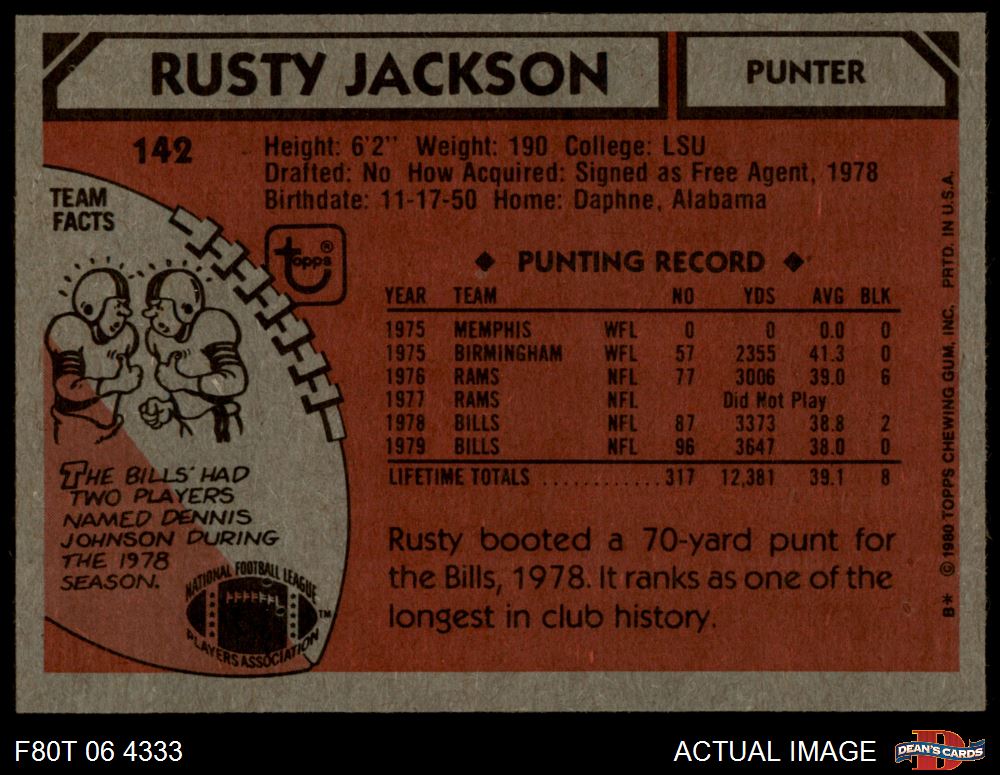 RUSTY JACKSON
PUNTER
142
Height: 6'2" Weight: 190 College: LSU
Drafted: No How Acquired: Signed as Free Agent, 1978
Birthdate: 11-17-50 Home: Daphne, Alabama
TEAM
FACTS
topps®
◆ PUNTING RECORD ◆
YEAR TEAM NO YDS AVG BLK
1975 MEMPHIS WFL 0 0 0.0 0
1975 BIRMINGHAM WFL 57 2355 41.3 0
1976 RAMS NFL 77 3006 39.0 6
1977 RAMS NFL Did Not Play
1978 BILLS NFL 87 3373 38.8 2
1979 BILLS NFL 96 3647 38.0 0
LIFETIME TOTALS ............317 12,381 39.1 8
THE BILLS' HAD
TWO PLAYERS
NAMED DENNIS
JOHNSON DURING
THE 1978
SEASON.
NATIONAL FOOTBALL LEAGUE
PLAYERS ASSOCIATION
TM
Rusty booted a 70-yard punt for
the Bills, 1978. It ranks as one of the
longest in club history.
B* © 1980 TOPPS CHEWING GUM, INC. PRTD. IN U.S.A.
F80T 06 4333
ACTUAL IMAGE
DEAN'S CARDS